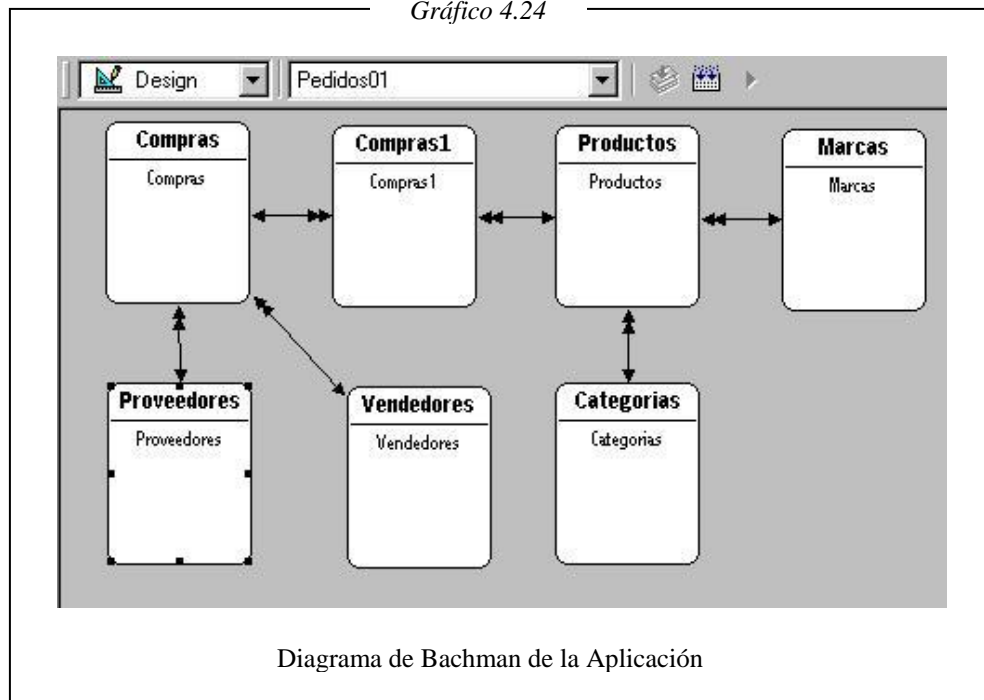 Gráfico 4.24
Design
Pedidos01
Compras
Compras
Compras1
Compras1
Productos
Productos
Marcas
Marcas
Proveedores
Proveedores
Vendedores
Vendedores
Categorias
Categorias
Diagrama de Bachman de la Aplicación